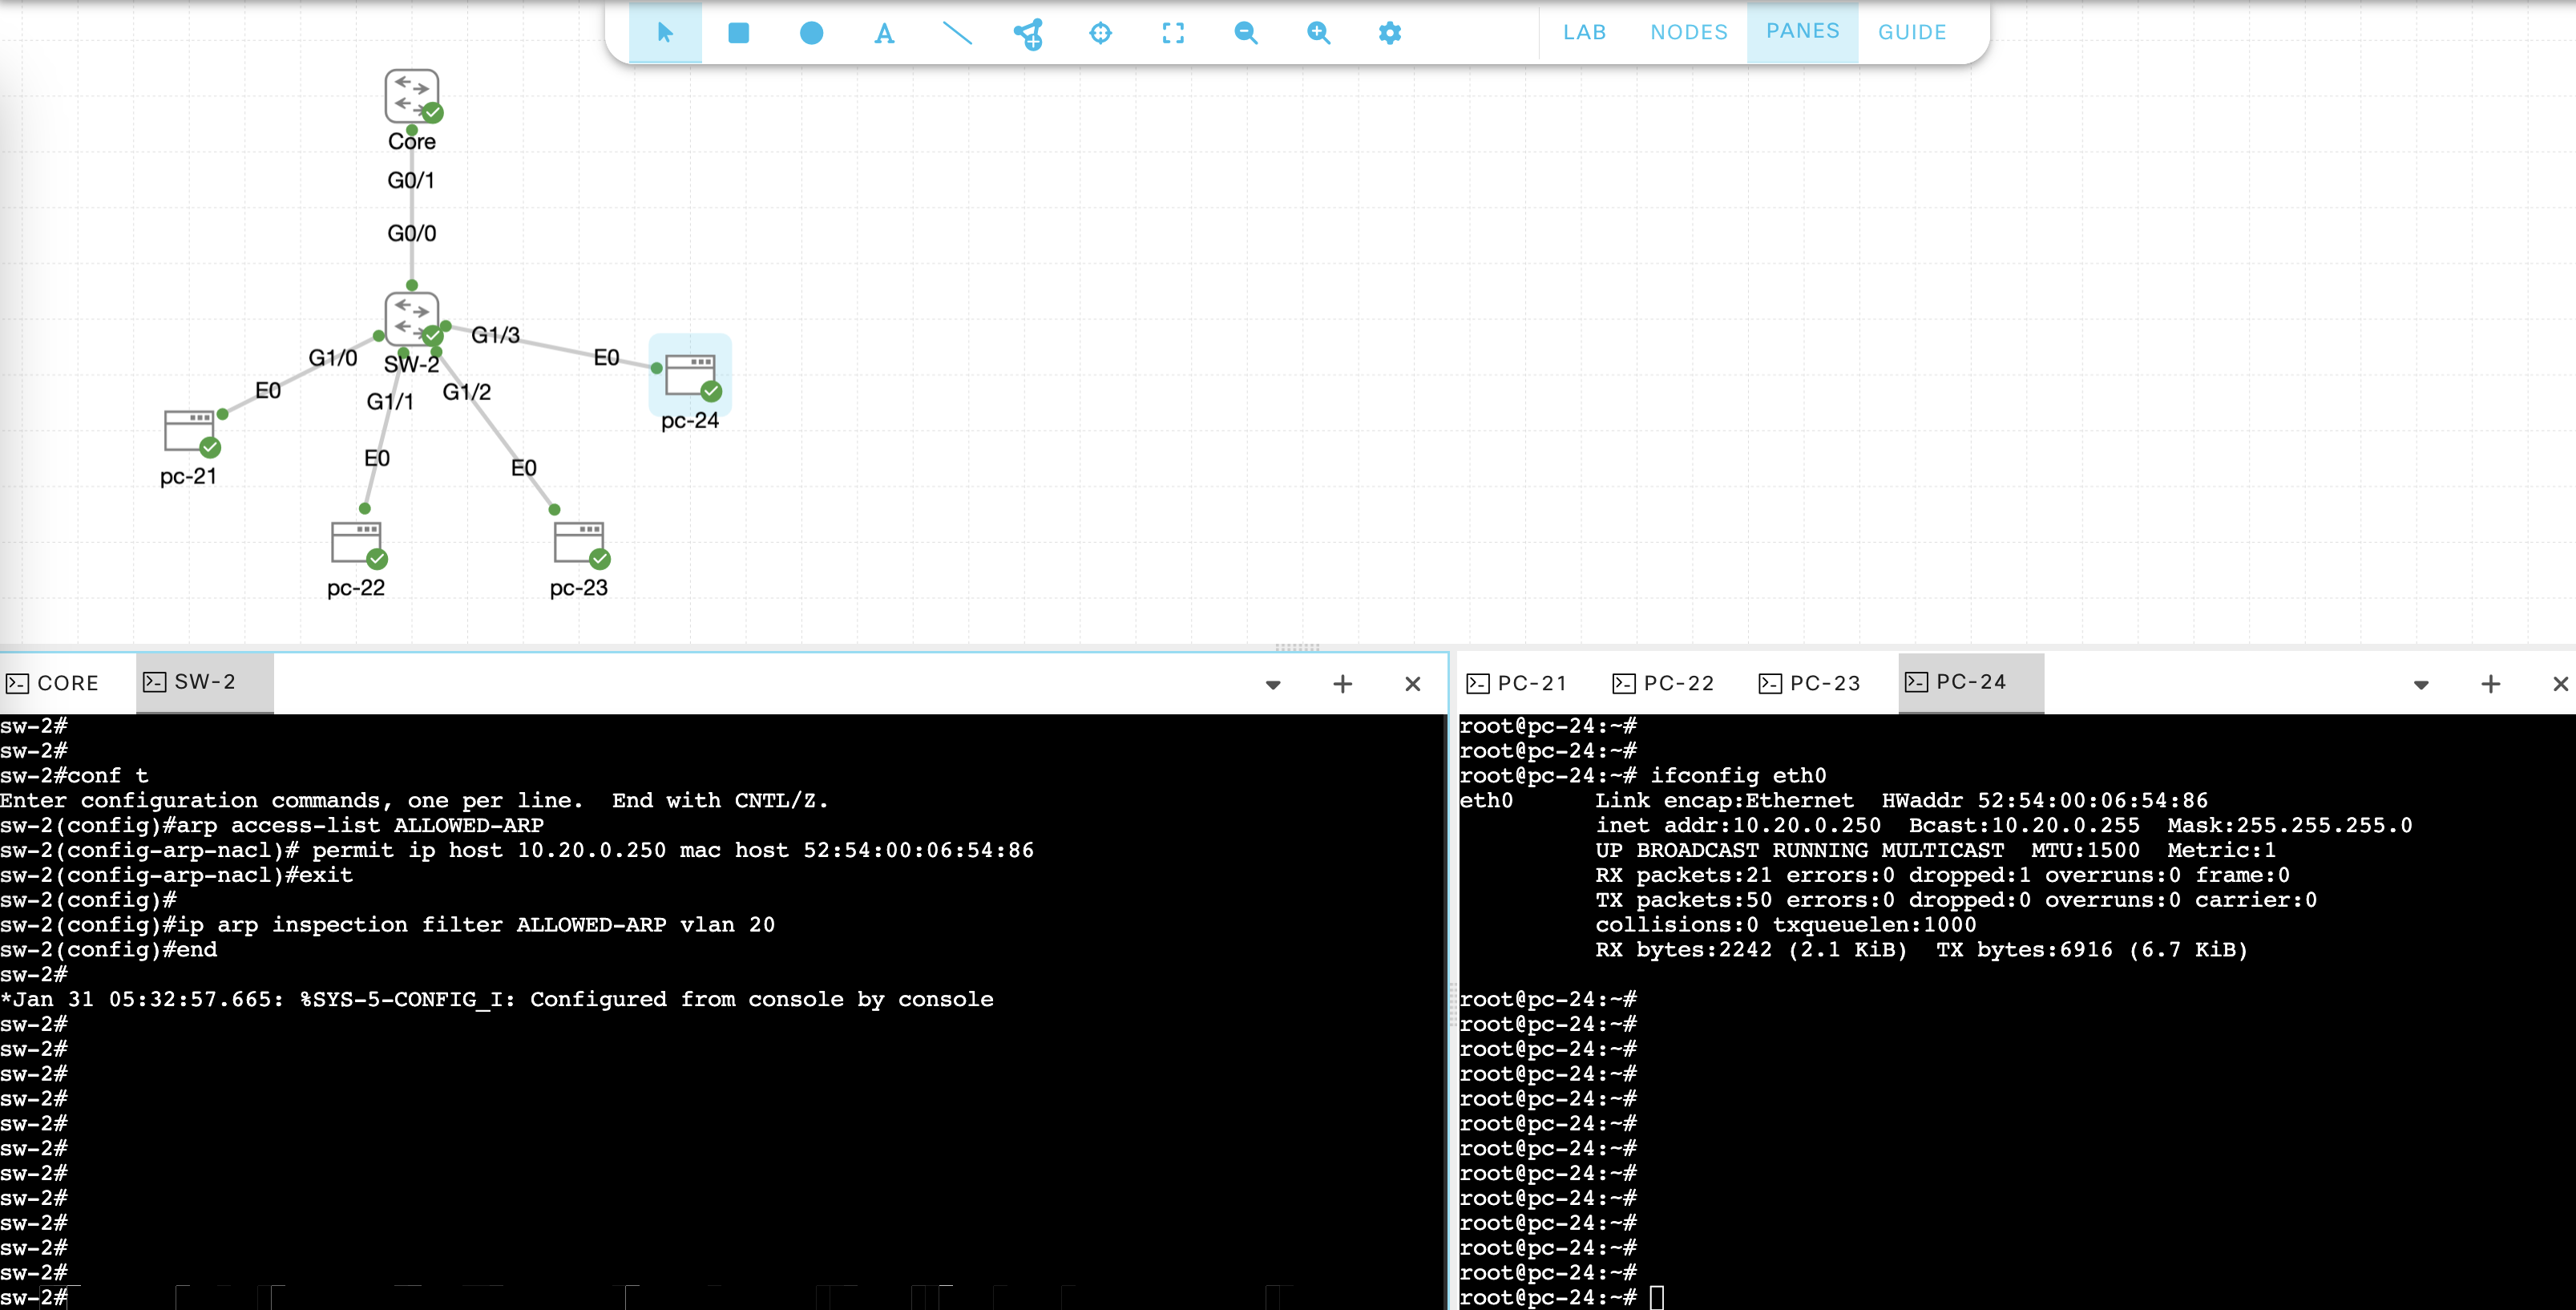 A
LAB NODES PANES GUIDE
Core
G0/1
G0/0
G1/3
E0
G1/0
SW-2
E0
G1/1
G1/2
pc-24
E0
E0
pc-21
pc-22
pc-23
CORE SW-2
sw-2#
sw-2#
sw-2#conf t
Enter configuration commands, one per line.  End with CNTL/Z.
sw-2(config)#arp access-list ALLOWED-ARP
sw-2(config-arp-nacl)# permit ip host 10.20.0.250 mac host 52:54:00:06:54:86
sw-2(config-arp-nacl)#exit
sw-2(config)#
sw-2(config)#ip arp inspection filter ALLOWED-ARP vlan 20
sw-2(config)#end
sw-2#
*Jan 31 05:32:57.665: %SYS-5-CONFIG_I: Configured from console by console
sw-2#
sw-2#
sw-2#
sw-2#
sw-2#
sw-2#
sw-2#
sw-2#
sw-2#
sw-2#
sw-2#
sw-2#
PC-21 PC-22 PC-23 PC-24
root@pc-24:~#
root@pc-24:~#
root@pc-24:~# ifconfig eth0
eth0      Link encap:Ethernet  HWaddr 52:54:00:06:54:86
          inet addr:10.20.0.250  Bcast:10.20.0.255  Mask:255.255.255.0
          UP BROADCAST RUNNING MULTICAST  MTU:1500  Metric:1
          RX packets:21 errors:0 dropped:1 overruns:0 frame:0
          TX packets:50 errors:0 dropped:0 overruns:0 carrier:0
          collisions:0 txqueuelen:1000
          RX bytes:2242 (2.1 KiB)  TX bytes:6916 (6.7 KiB)
root@pc-24:~#
root@pc-24:~#
root@pc-24:~#
root@pc-24:~#
root@pc-24:~#
root@pc-24:~#
root@pc-24:~#
root@pc-24:~#
root@pc-24:~#
root@pc-24:~#
root@pc-24:~#
root@pc-24:~#
root@pc-24:~#